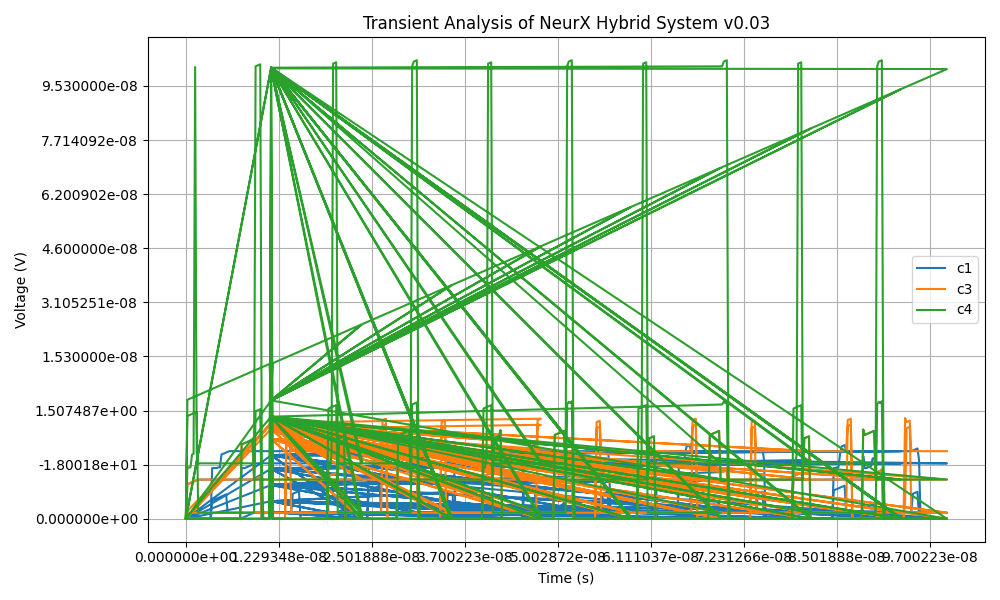 Transient Analysis of NeurX Hybrid System v0.03
9.530000e-08
7.714092e-08
6.200902e-08
4.600000e-08
3.105251e-08
1.530000e-08
1.507487e+00
-1.80018e+01
0.000000e+00
Voltage (V)
c1
c3
c4
0.000000e+00 1.229348e-08 2.501888e-08 3.700223e-08 5.002872e-08 6.111037e-08 7.231266e-08 8.501888e-08 9.700223e-08
Time (s)